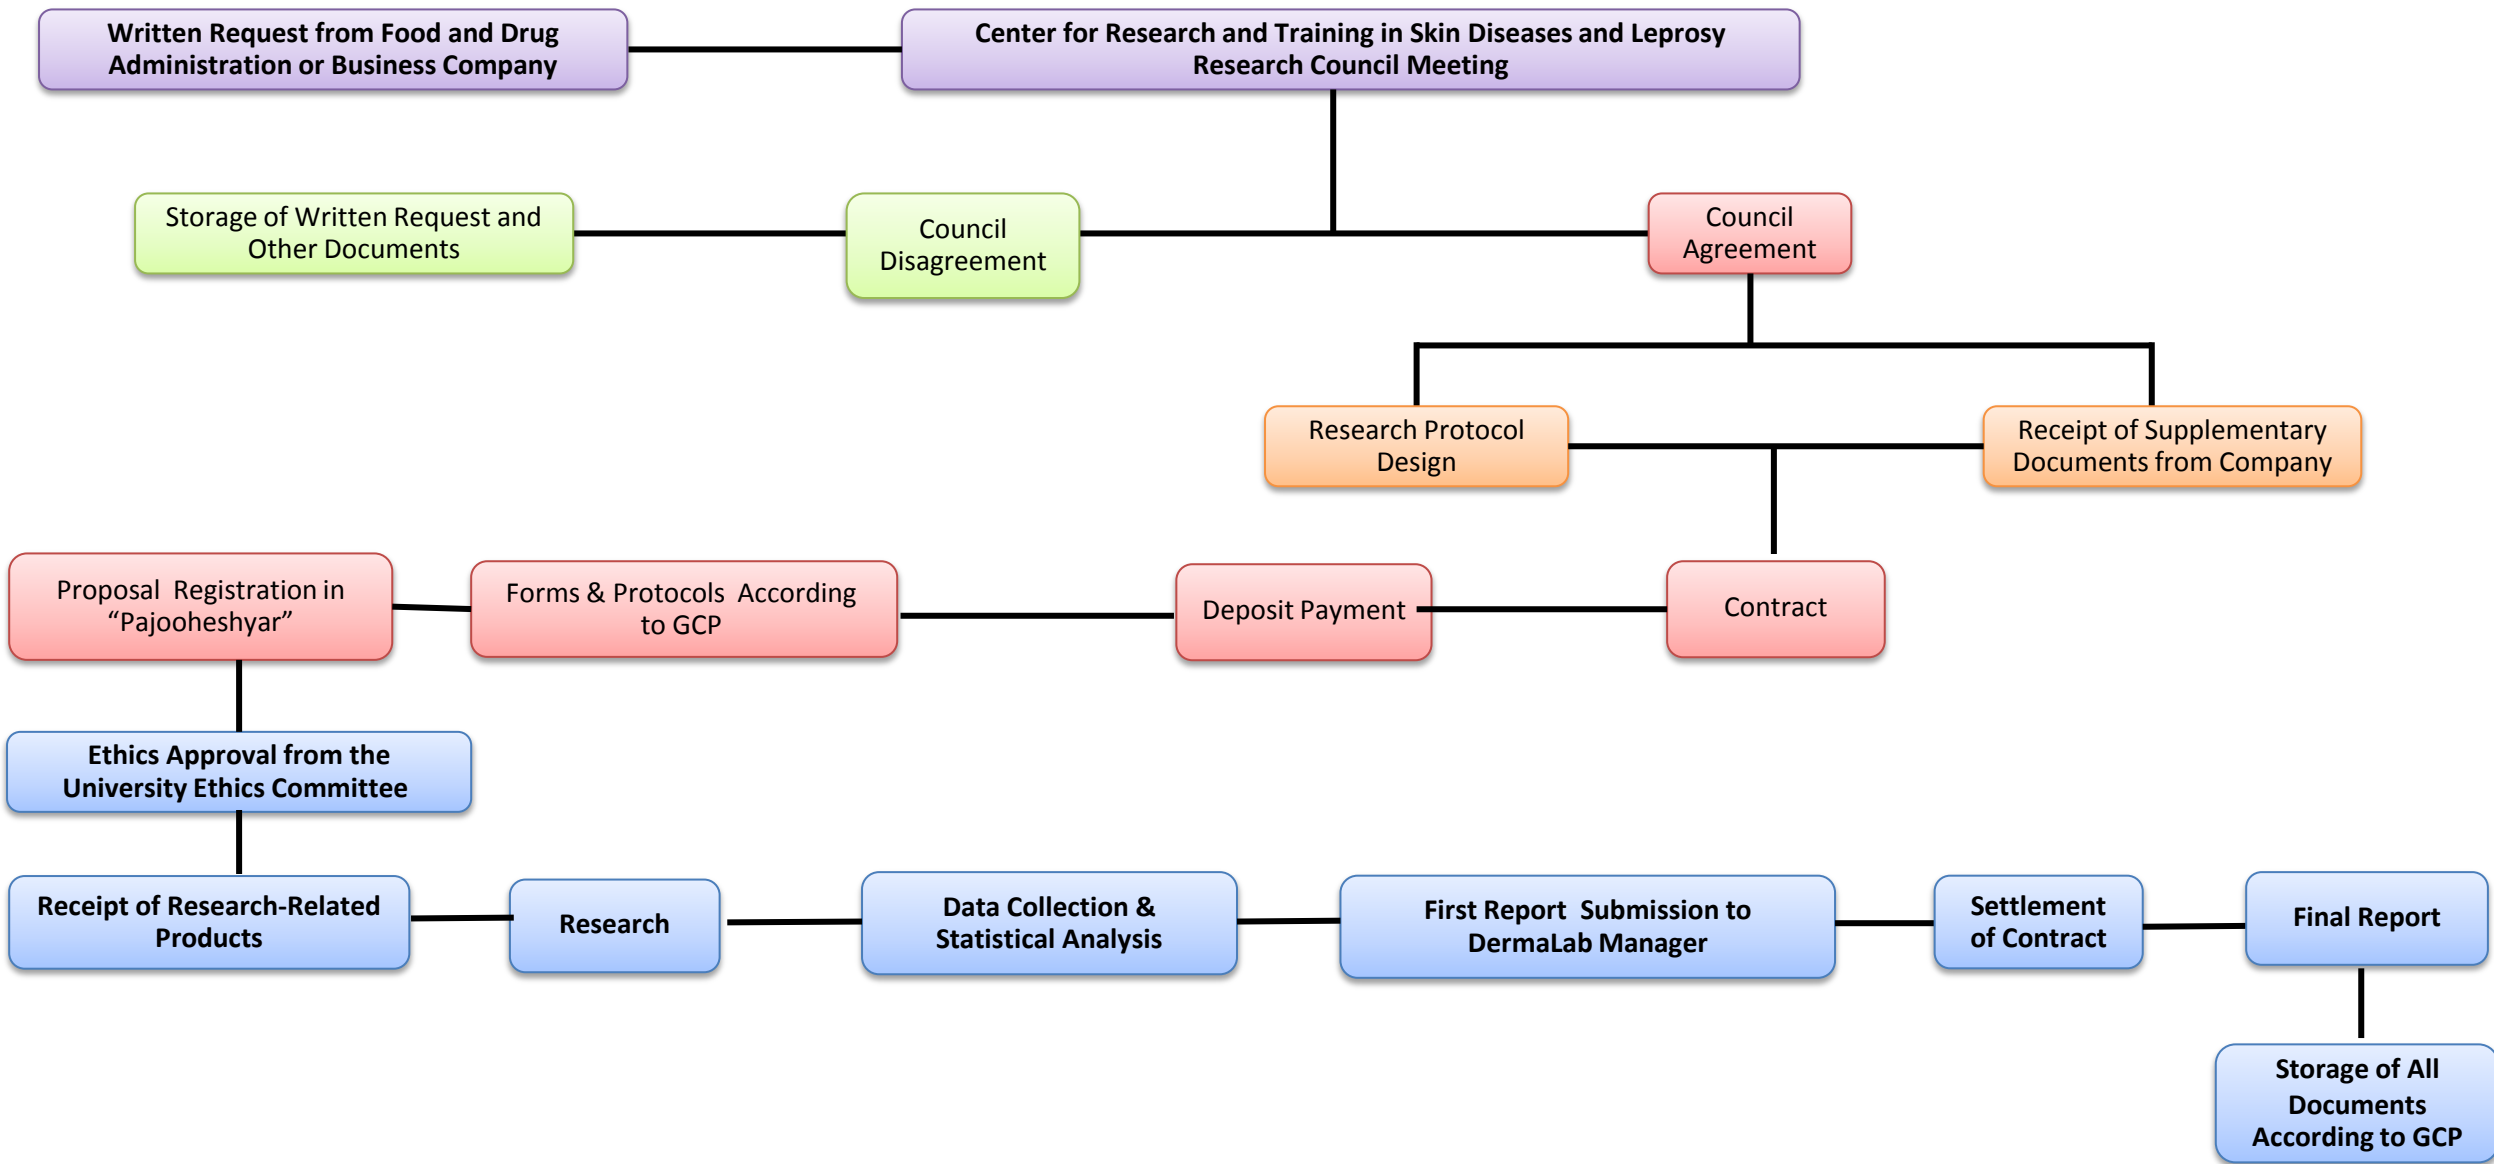 Written Request from Food and Drug
Administration or Business Company
Center for Research and Training in Skin Diseases and Leprosy
Research Council Meeting
Storage of Written Request and
Other Documents
Council
Disagreement
Council
Agreement
Research Protocol
Design
Receipt of Supplementary
Documents from Company
Proposal Registration in
“Pajooheshyar”
Forms & Protocols According
to GCP
Deposit Payment
Contract
Ethics Approval from the
University Ethics Committee
Receipt of Research-Related
Products
Research
Data Collection &
Statistical Analysis
First Report Submission to
DermaLab Manager
Settlement
of Contract
Final Report
Storage of All
Documents
According to GCP